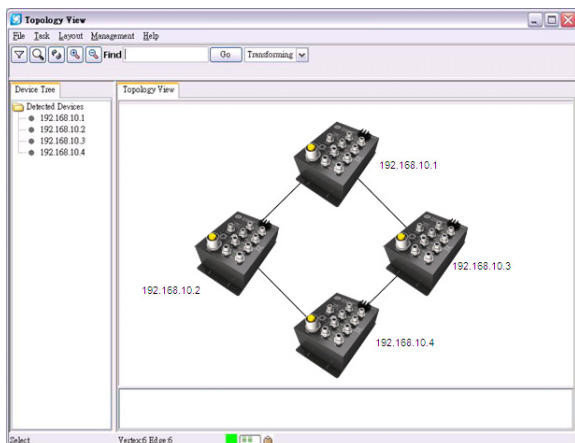 Topology View
File Task Layout Management Help
Find Go Transforming
Device Tree
Topology View
Detected Devices
192.168.10.1
192.168.10.2
192.168.10.3
192.168.10.4
192.168.10.1
192.168.10.3
192.168.10.2
192.168.10.4
Select Vertex:6 Edge:6